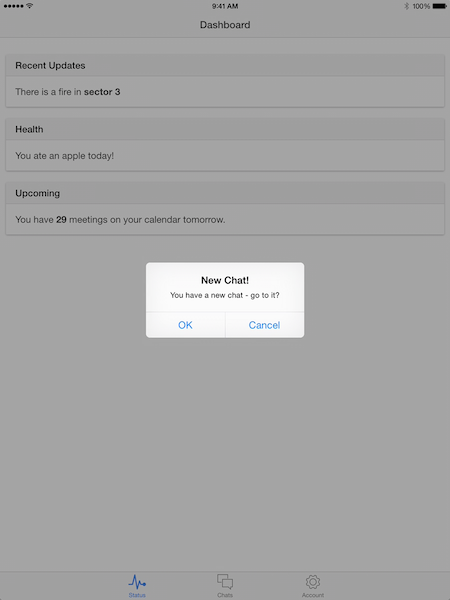 9:41 AM
100%
Dashboard
Recent Updates
There is a fire in sector 3
Health
You ate an apple today!
Upcoming
You have 29 meetings on your calendar tomorrow.
New Chat!
You have a new chat - go to it?
OK
Cancel
Status
Chats
Account